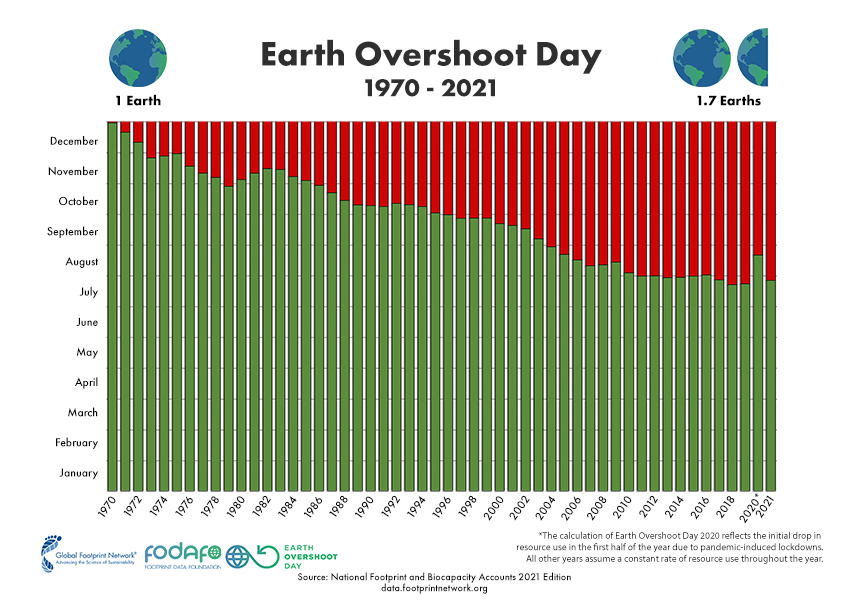 Earth Overshoot Day
1970 - 2021
1 Earth
1.7 Earths
December
November
October
September
August
July
June
May
April
March
February
January
1970 1972 1974 1976 1978 1980 1982 1984 1986 1988 1990 1992 1994 1996 1998 2000 2002 2004 2006 2008 2010 2012 2014 2016 2018 2020* 2021
*The calculation of Earth Overshoot Day 2020 reflects the initial drop in
resource use in the first half of the year due to pandemic-induced lockdowns.
All other years assume a constant rate of resource use throughout the year.
Global Footprint Network®
Advancing the Science of Sustainability
FODAFO
FOOTPRINT DATA FOUNDATION
EARTH
OVERSHOOT
DAY
Source: National Footprint and Biocapacity Accounts 2021 Edition
data.footprintnetwork.org